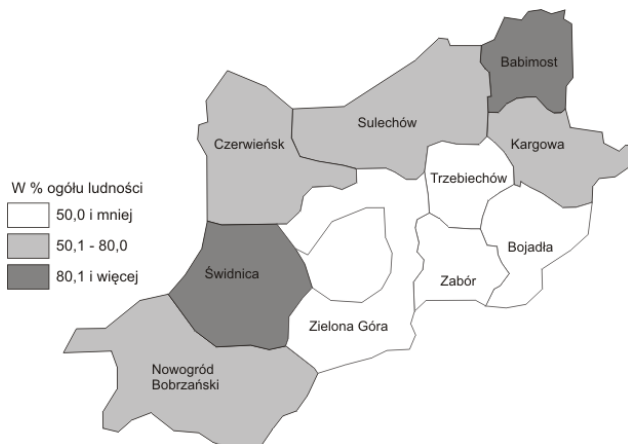 Babimost
Sulechów
Czerwieńsk
Kargowa
Trzebiechów
W % ogółu ludności
50,0 i mniej
50,1 - 80,0
80,1 i więcej
Bojadła
Świdnica
Zabór
Zielona Góra
Nowogród
Bobrzański